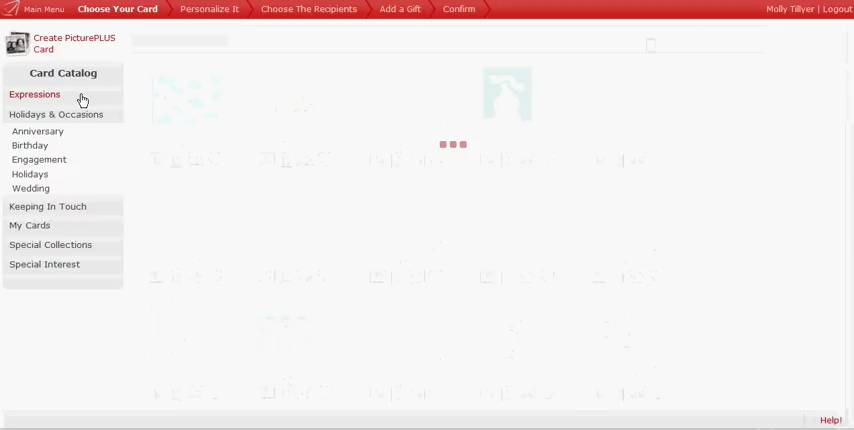 Main Menu Choose Your Card Personalize It Choose The Recipients Add a Gift Confirm Molly Tillyer | Logout
Create PicturePLUS
Card
Card Catalog
Expressions
Holidays & Occasions
Anniversary
Birthday
Engagement
Holidays
Wedding
Keeping In Touch
My Cards
Special Collections
Special Interest
Help!